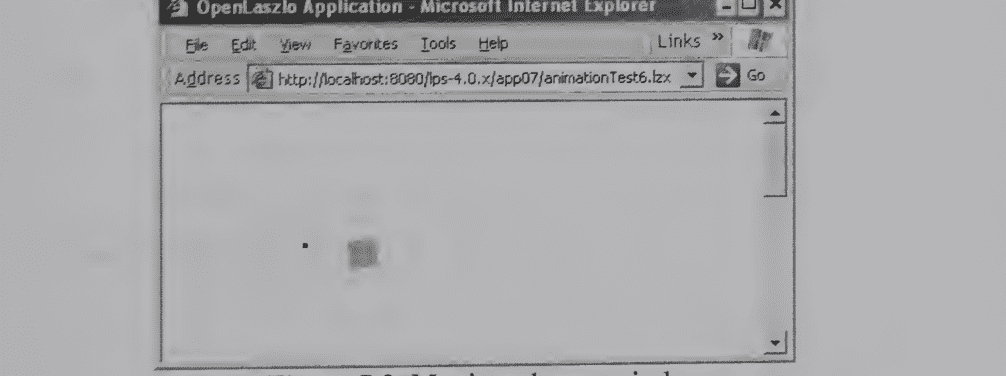 OpenLaszlo Application - Microsoft Internet Explorer
File Edit View Favorites Tools Help Links »
Address http://localhost:8080/lps-4.0.x/app07/animationTest6.lzx Go